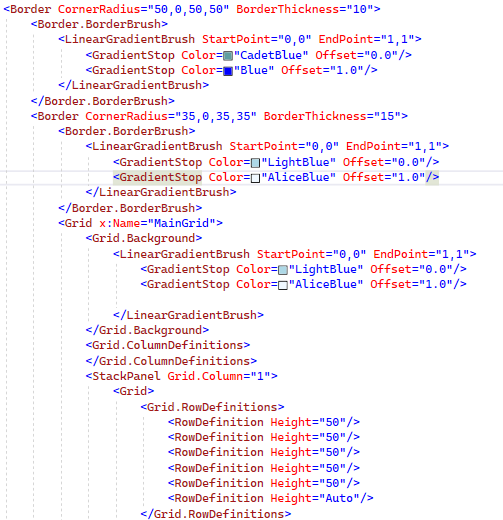 <Border CornerRadius="50,0,50,50" BorderThickness="10">
<Border.BorderBrush>
<LinearGradientBrush StartPoint="0,0" EndPoint="1,1">
<GradientStop Color="CadetBlue" Offset="0.0"/>
<GradientStop Color="Blue" Offset="1.0"/>
</LinearGradientBrush>
</Border.BorderBrush>
<Border CornerRadius="35,0,35,35" BorderThickness="15">
<Border.BorderBrush>
<LinearGradientBrush StartPoint="0,0" EndPoint="1,1">
<GradientStop Color="LightBlue" Offset="0.0"/>
<GradientStop Color="AliceBlue" Offset="1.0"/>
</LinearGradientBrush>
</Border.BorderBrush>
<Grid x:Name="MainGrid">
<Grid.Background>
<LinearGradientBrush StartPoint="0,0" EndPoint="1,1">
<GradientStop Color="LightBlue" Offset="0.0"/>
<GradientStop Color="AliceBlue" Offset="1.0"/>
</LinearGradientBrush>
</Grid.Background>
<Grid.ColumnDefinitions>
</Grid.ColumnDefinitions>
<StackPanel Grid.Column="1">
<Grid>
<Grid.RowDefinitions>
<RowDefinition Height="50"/>
<RowDefinition Height="50"/>
<RowDefinition Height="50"/>
<RowDefinition Height="50"/>
<RowDefinition Height="50"/>
<RowDefinition Height="Auto"/>
</Grid.RowDefinitions>